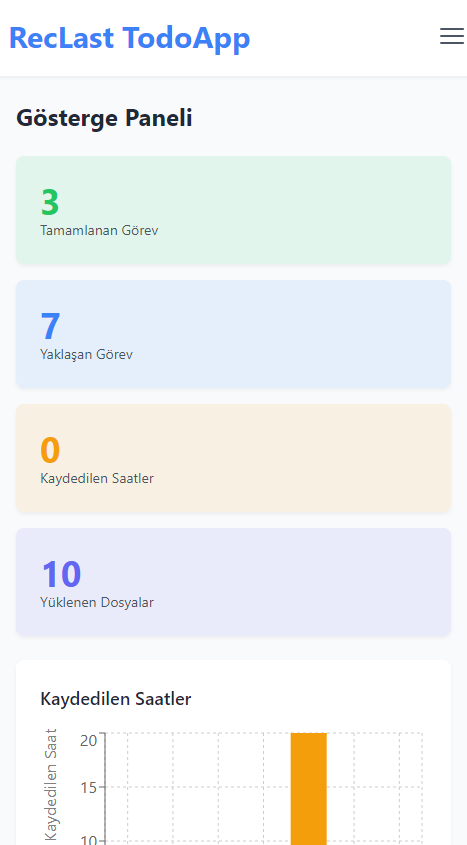 RecLast TodoApp
Gösterge Paneli
3
Tamamlanan Görev
7
Yaklaşan Görev
0
Kaydedilen Saatler
10
Yüklenen Dosyalar
Kaydedilen Saatler
Kaydedilen Saat
20
15
10